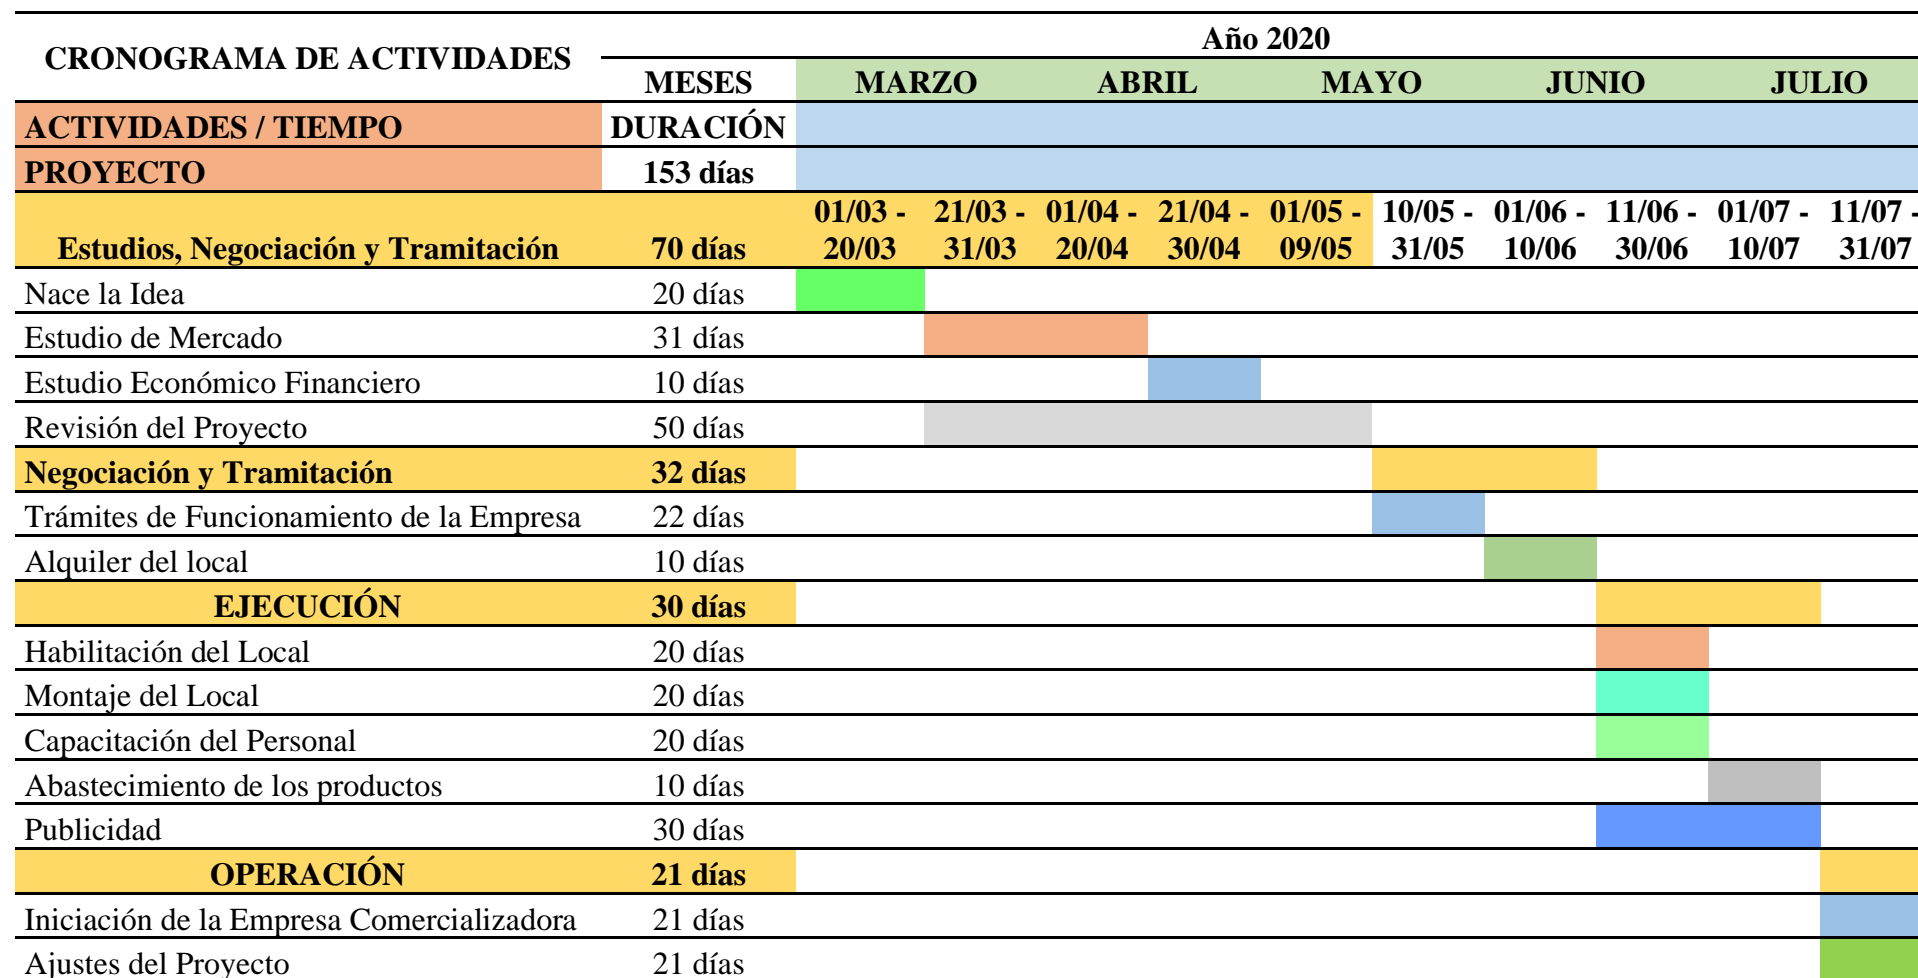 CRONOGRAMA DE ACTIVIDADES
Año 2020
MESES MARZO ABRIL MAYO JUNIO JULIO
ACTIVIDADES / TIEMPO DURACIÓN
PROYECTO 153 días
01/03 - 21/03 - 01/04 - 21/04 - 01/05 - 10/05 - 01/06 - 11/06 - 01/07 - 11/07 -
Estudios, Negociación y Tramitación 70 días 20/03 31/03 20/04 30/04 09/05 31/05 10/06 30/06 10/07 31/07
Nace la Idea 20 días
Estudio de Mercado 31 días
Estudio Económico Financiero 10 días
Revisión del Proyecto 50 días
Negociación y Tramitación 32 días
Trámites de Funcionamiento de la Empresa 22 días
Alquiler del local 10 días
EJECUCIÓN 30 días
Habilitación del Local 20 días
Montaje del Local 20 días
Capacitación del Personal 20 días
Abastecimiento de los productos 10 días
Publicidad 30 días
OPERACIÓN 21 días
Iniciación de la Empresa Comercializadora 21 días
Ajustes del Proyecto 21 días